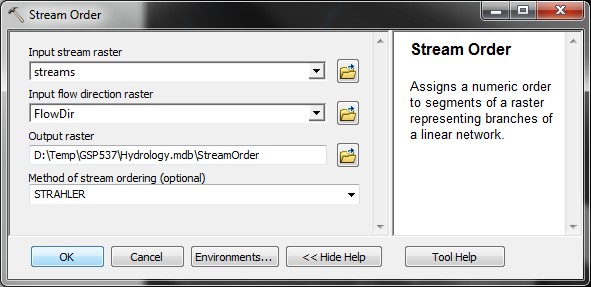 Stream Order
Input stream raster
streams
Input flow direction raster
FlowDir
Output raster
D:\Temp\GSP537\Hydrology.mdb\StreamOrder
Method of stream ordering (optional)
STRAHLER
Stream Order
Assigns a numeric order
to segments of a raster
representing branches of
a linear network.
OK
Cancel
Environments...
<< Hide Help
Tool Help